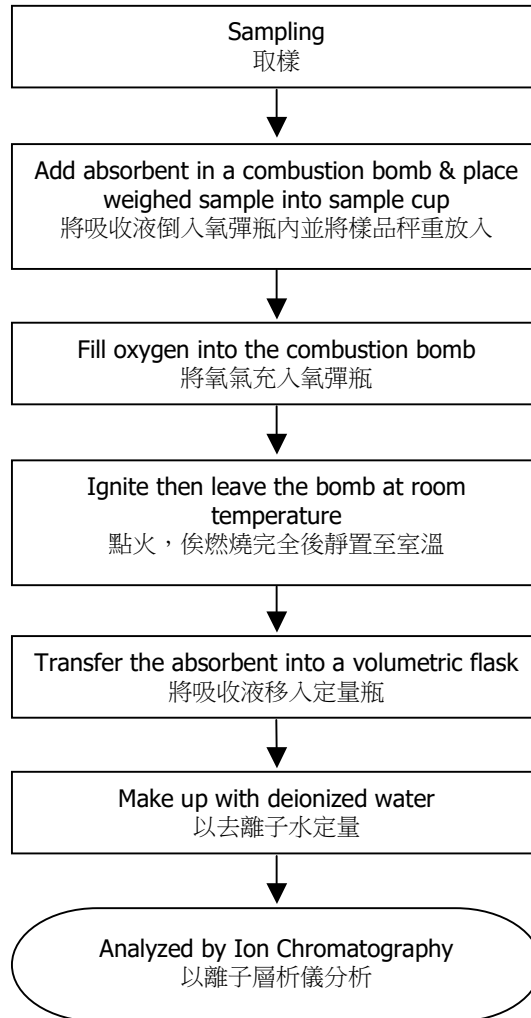 Sampling
取樣
Add absorbent in a combustion bomb & place
weighed sample into sample cup
將吸收液倒入氧彈瓶內並將樣品秤重放入
Fill oxygen into the combustion bomb
將氧氣充入氧彈瓶
Ignite then leave the bomb at room
temperature
點火，俟燃燒完全後靜置至室溫
Transfer the absorbent into a volumetric flask
將吸收液移入定量瓶
Make up with deionized water
以去離子水定量
Analyzed by Ion Chromatography
以離子層析儀分析